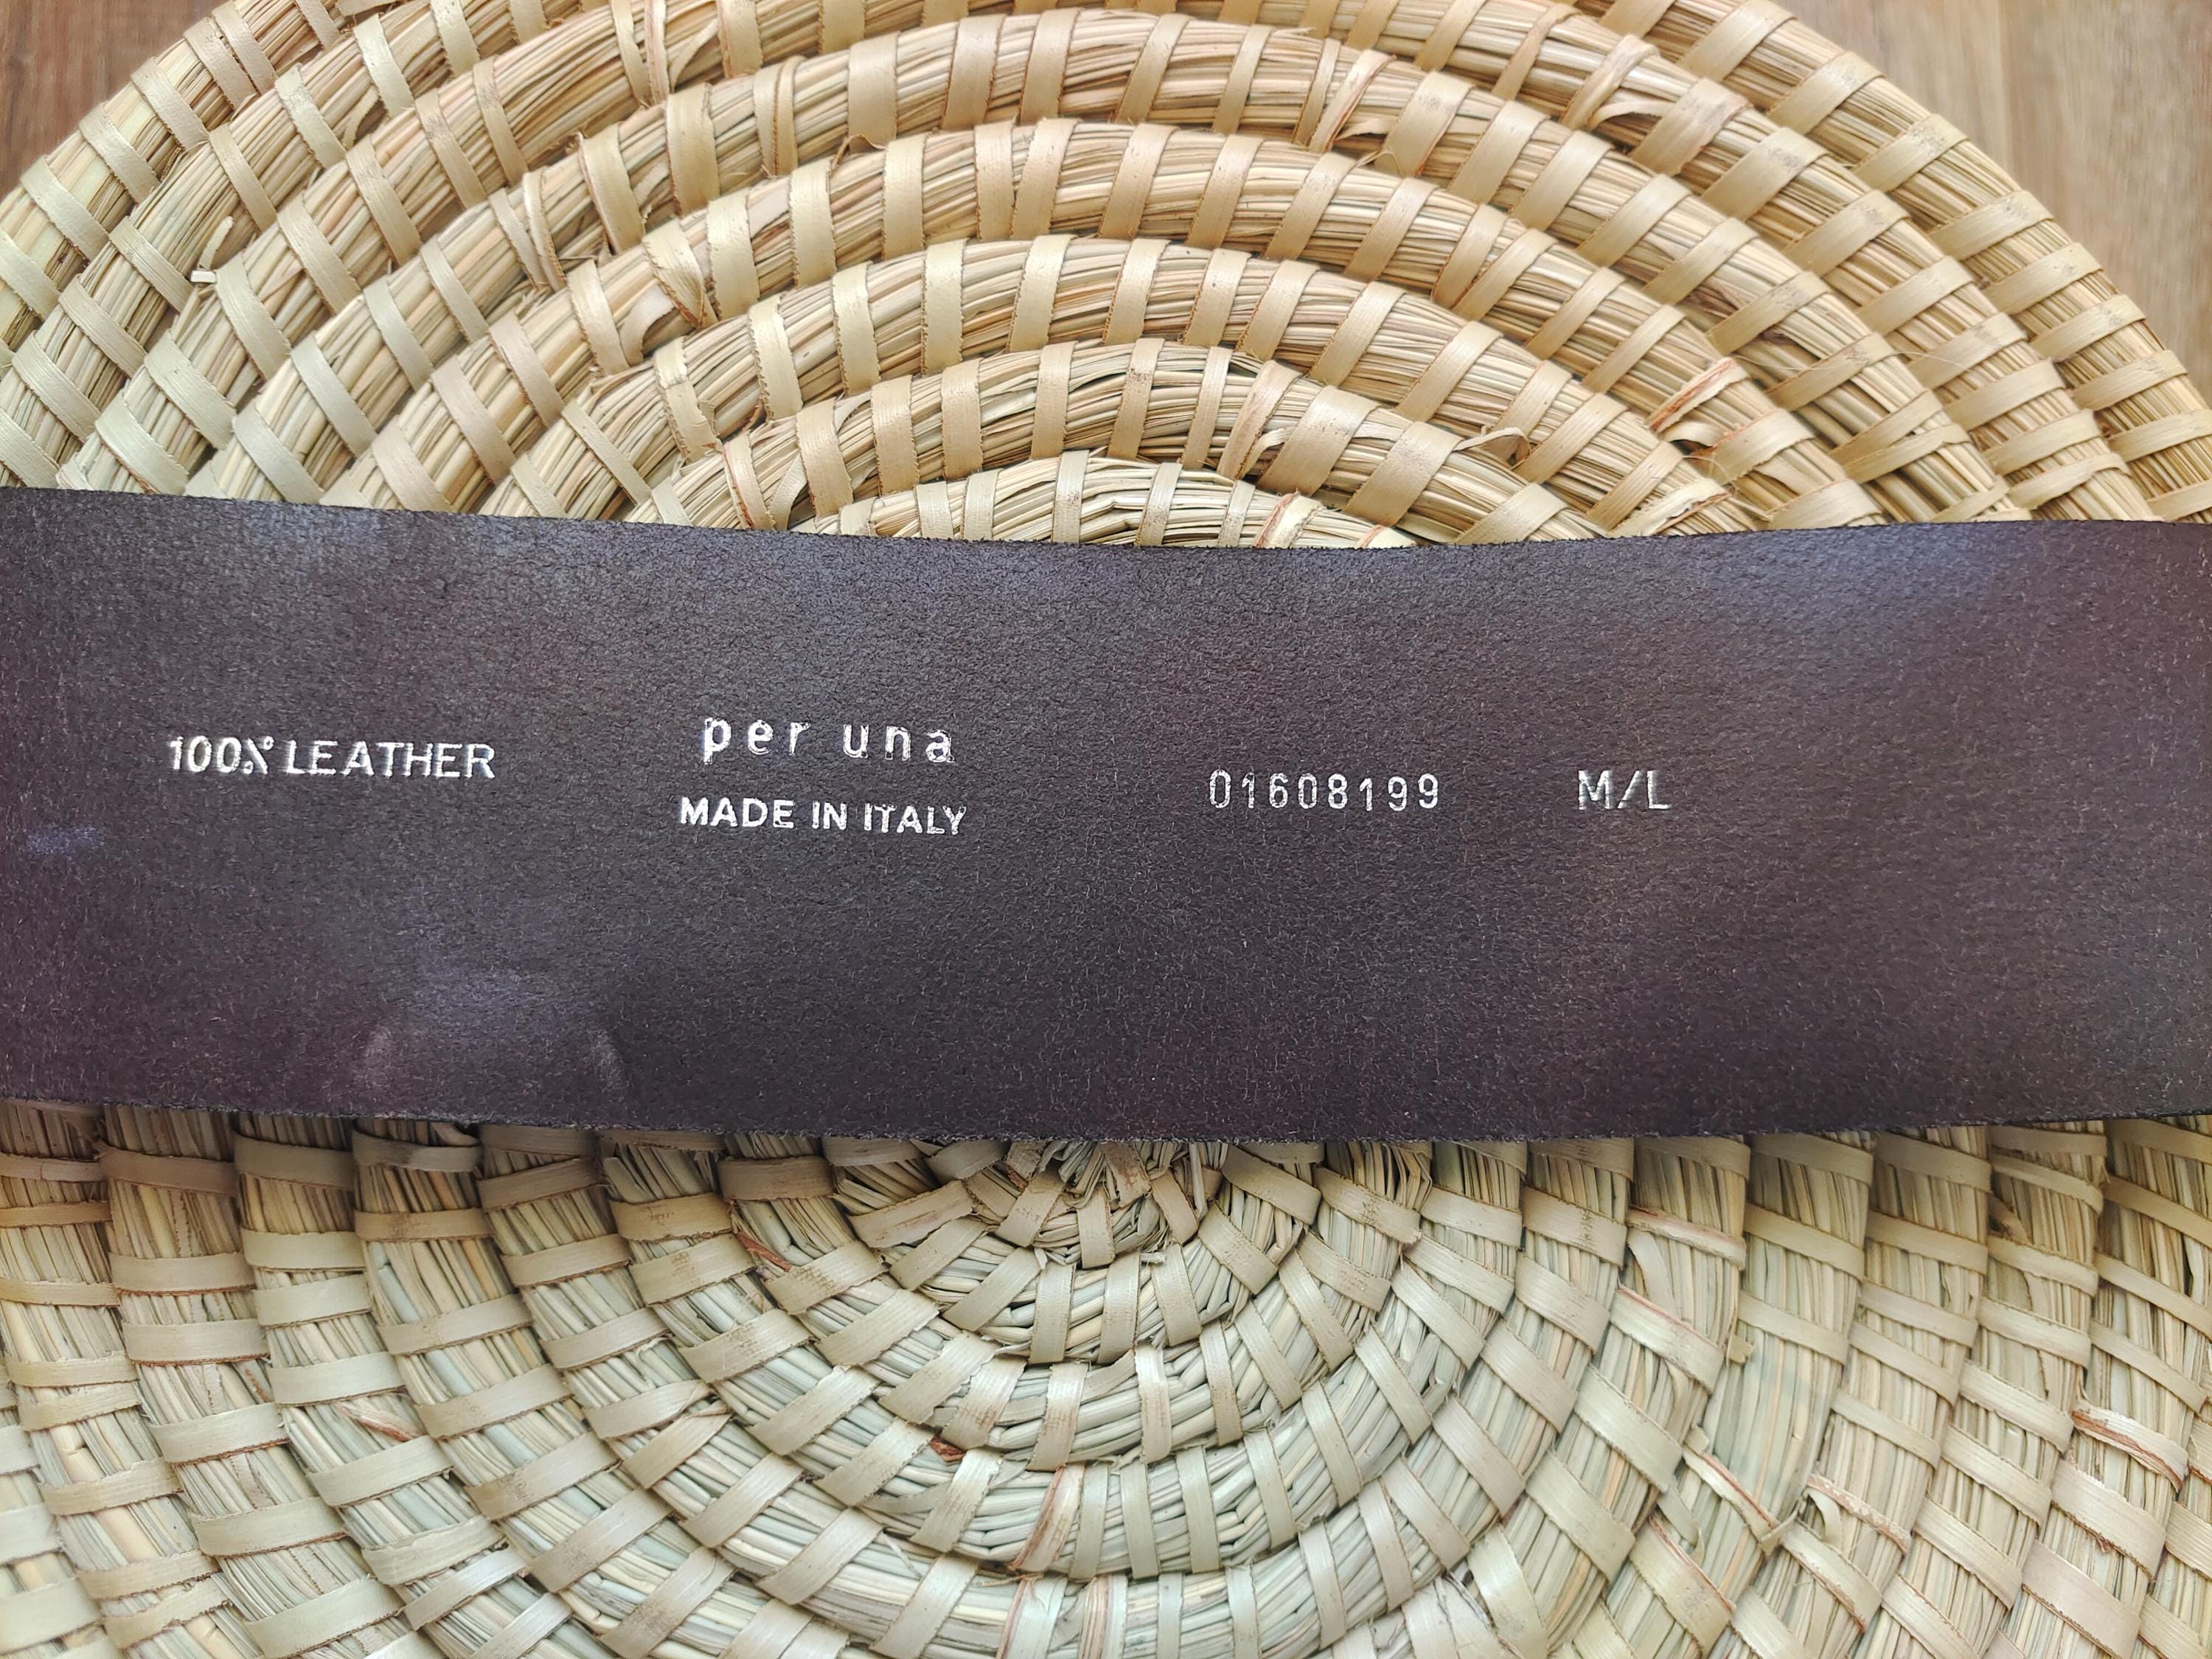 100% LEATHER
per una
MADE IN ITALY
01608199
M/L